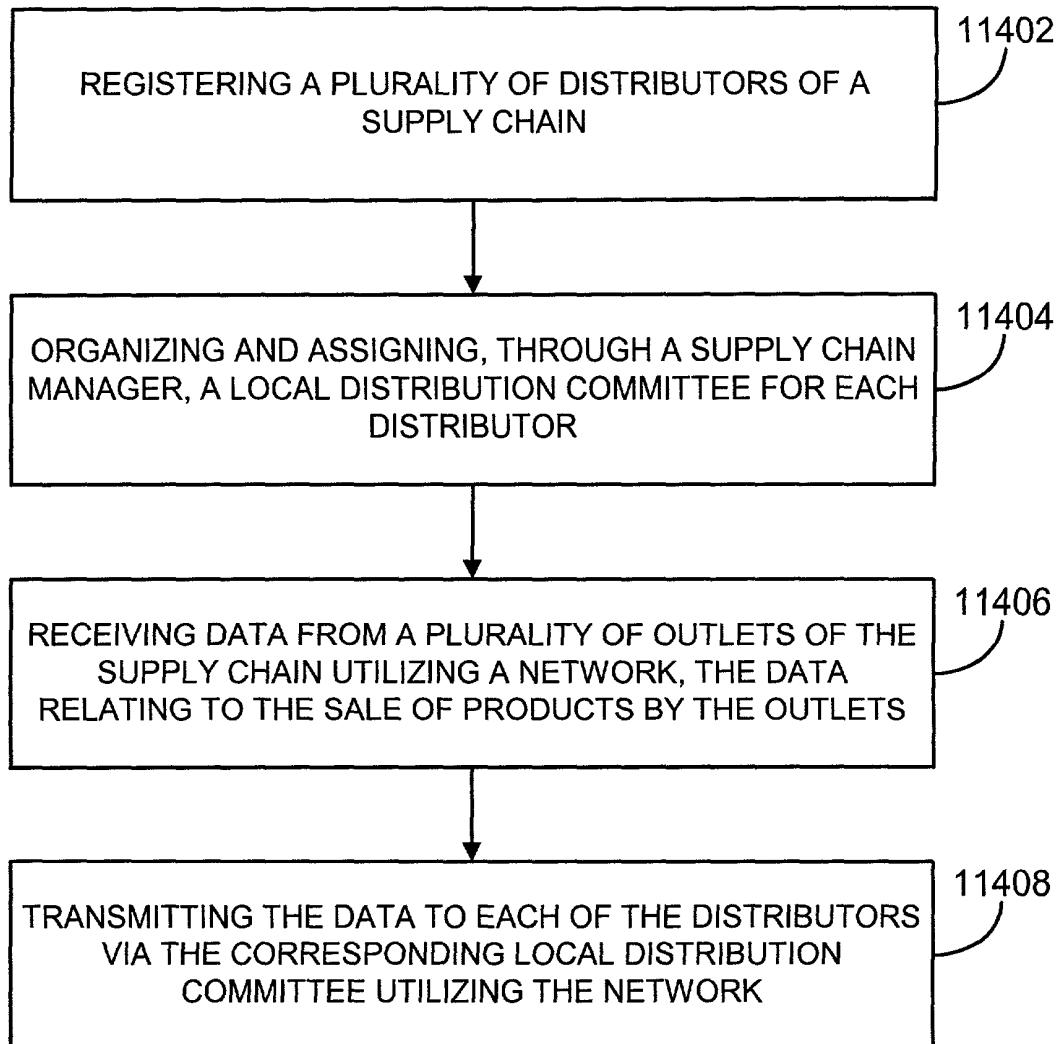 11402
REGISTERING A PLURALITY OF DISTRIBUTORS OF A
SUPPLY CHAIN
11404
ORGANIZING AND ASSIGNING, THROUGH A SUPPLY CHAIN
MANAGER, A LOCAL DISTRIBUTION COMMITTEE FOR EACH
DISTRIBUTOR
11406
RECEIVING DATA FROM A PLURALITY OF OUTLETS OF THE
SUPPLY CHAIN UTILIZING A NETWORK, THE DATA
RELATING TO THE SALE OF PRODUCTS BY THE OUTLETS
11408
TRANSMITTING THE DATA TO EACH OF THE DISTRIBUTORS
VIA THE CORRESPONDING LOCAL DISTRIBUTION
COMMITTEE UTILIZING THE NETWORK